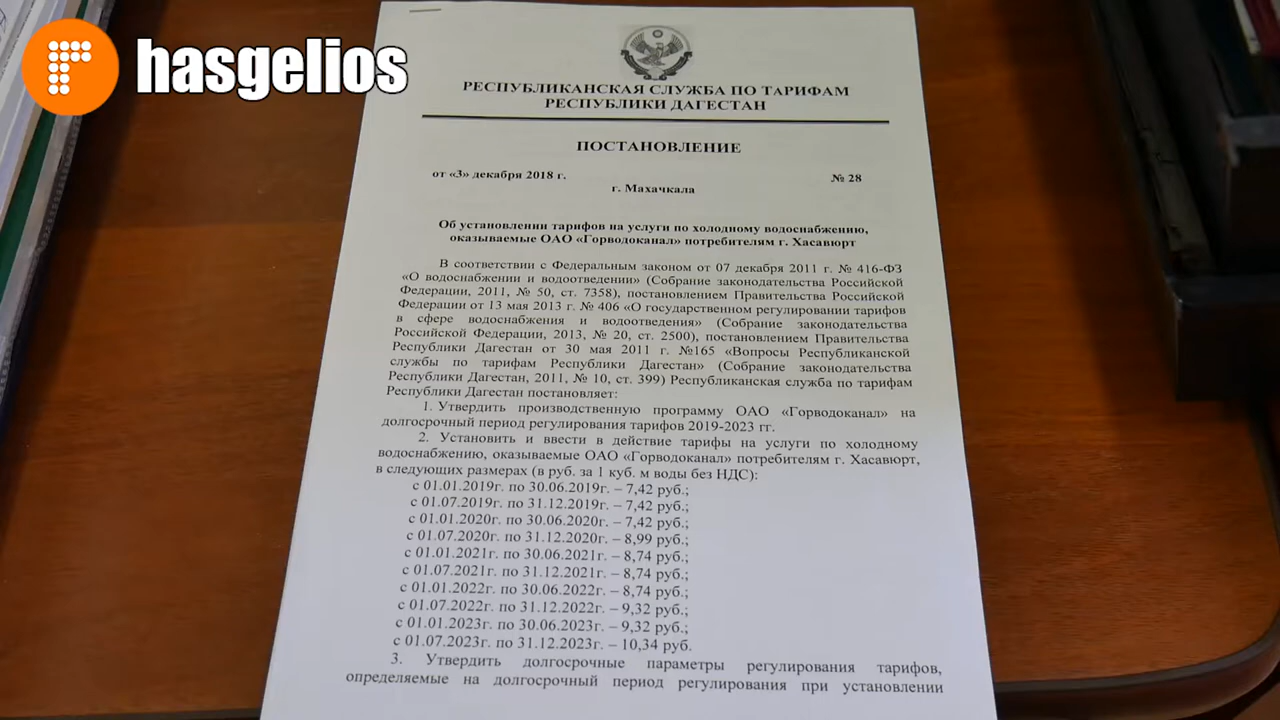 hasgelios
РЕСПУБЛИКАНСКАЯ СЛУЖБА ПО ТАРИФАМ
РЕСПУБЛИКИ ДАГЕСТАН
ПОСТАНОВЛЕНИЕ
от «3» декабря 2018 г. № 28
г. Махачкала
Об установлении тарифов на услуги по холодному водоснабжению,
оказываемые ОАО «Горводоканал» потребителям г. Хасавюрт
В соответствии с Федеральным законом от 07 декабря 2011 г. № 416-ФЗ
«О водоснабжении и водоотведении» (Собрание законодательства Российской
Федерации, 2011, № 50, ст. 7358), постановлением Правительства Российской
Федерации от 13 мая 2013 г. № 406 «О государственном регулировании тарифов
в сфере водоснабжения и водоотведения» (Собрание законодательства
Российской Федерации, 2013, № 20, ст. 2500), постановлением Правительства
Республики Дагестан от 30 мая 2011 г. №165 «Вопросы Республиканской
службы по тарифам Республики Дагестан» (Собрание законодательства
Республики Дагестан, 2011, № 10, ст. 399) Республиканская служба по тарифам
Республики Дагестан постановляет:
1. Утвердить производственную программу ОАО «Горводоканал» на
долгосрочный период регулирования тарифов 2019-2023 гг.
2. Установить и ввести в действие тарифы на услуги по холодному
водоснабжению, оказываемые ОАО «Горводоканал» потребителям г. Хасавюрт,
в следующих размерах (в руб. за 1 куб. м воды без НДС):
с 01.01.2019г. по 30.06.2019г. – 7,42 руб.;
с 01.07.2019г. по 31.12.2019г. – 7,42 руб.;
с 01.01.2020г. по 30.06.2020г. – 7,42 руб.;
с 01.07.2020г. по 31.12.2020г. – 8,99 руб.;
с 01.01.2021г. по 30.06.2021г. – 8,74 руб.;
с 01.07.2021г. по 31.12.2021г. – 8,74 руб.;
с 01.01.2022г. по 30.06.2022г. – 8,74 руб.;
с 01.07.2022г. по 31.12.2022г. – 9,32 руб.;
с 01.01.2023г. по 30.06.2023г. – 9,32 руб.;
с 01.07.2023г. по 31.12.2023г. – 10,34 руб.
3. Утвердить долгосрочные параметры регулирования тарифов,
определяемые на долгосрочный период регулирования при установлении